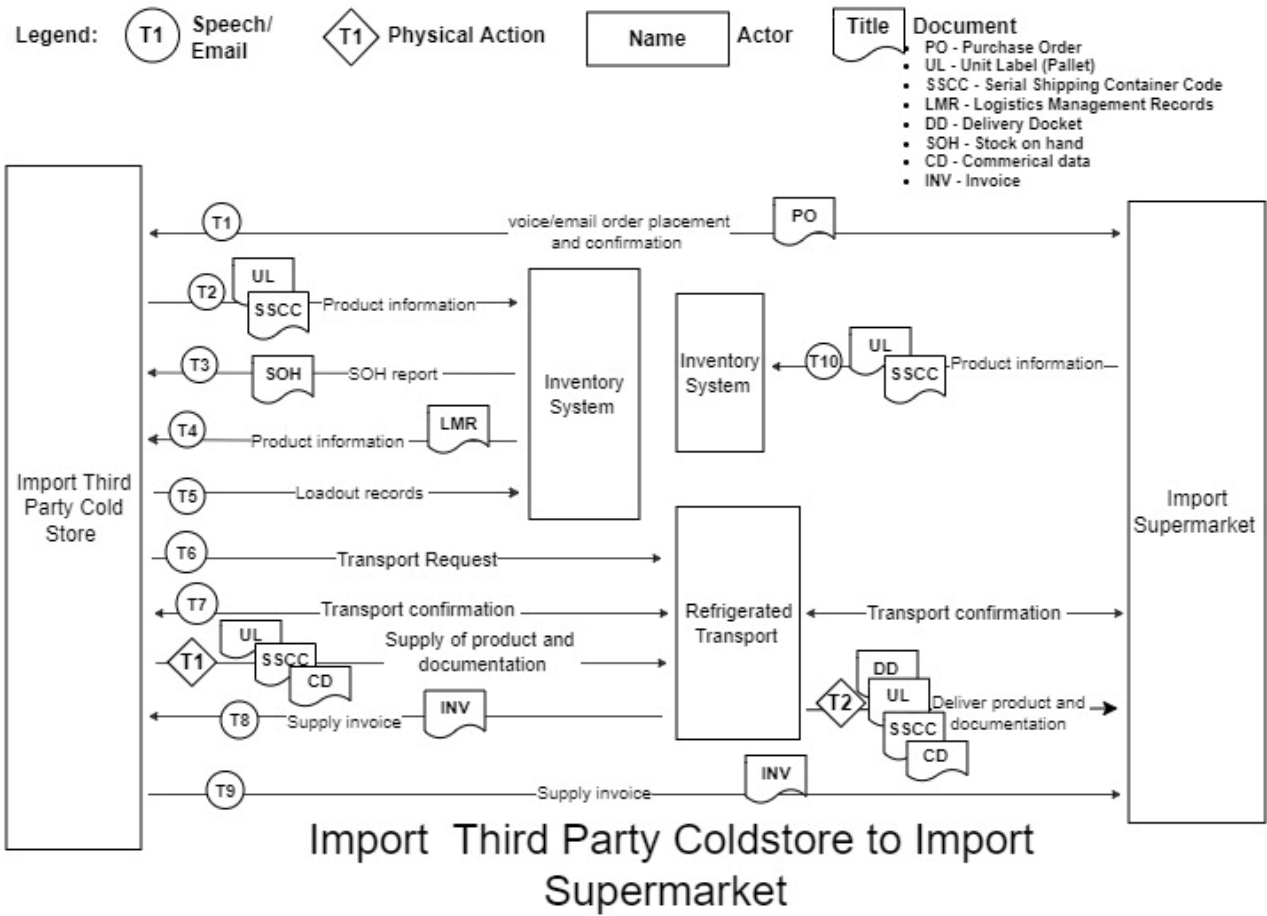 Legend:
T1
Speech/
Email
T1
Physical Action
Name
Actor
Title
Document
• PO - Purchase Order
• UL - Unit Label (Pallet)
• SSCC - Serial Shipping Container Code
• LMR - Logistics Management Records
• DD - Delivery Docket
• SOH - Stock on hand
• CD - Commerical data
• INV - Invoice
T1
voice/email order placement
and confirmation
PO
T2
UL
SSCC
Product information
T3
SOH
SOH report
T4
Product information
LMR
T5
Loadout records
Inventory
System
Inventory
System
T10
UL
SSCC
Product information
Import Third
Party Cold
Store
Import
Supermarket
T6
Transport Request
T7
Transport confirmation
Refrigerated
Transport
Transport confirmation
T1
UL
SSCC
CD
Supply of product and
documentation
T2
DD
UL
SSCC
CD
Deliver product and
documentation
T8
Supply invoice
INV
T9
Supply invoice
INV
Import Third Party Coldstore to Import
Supermarket